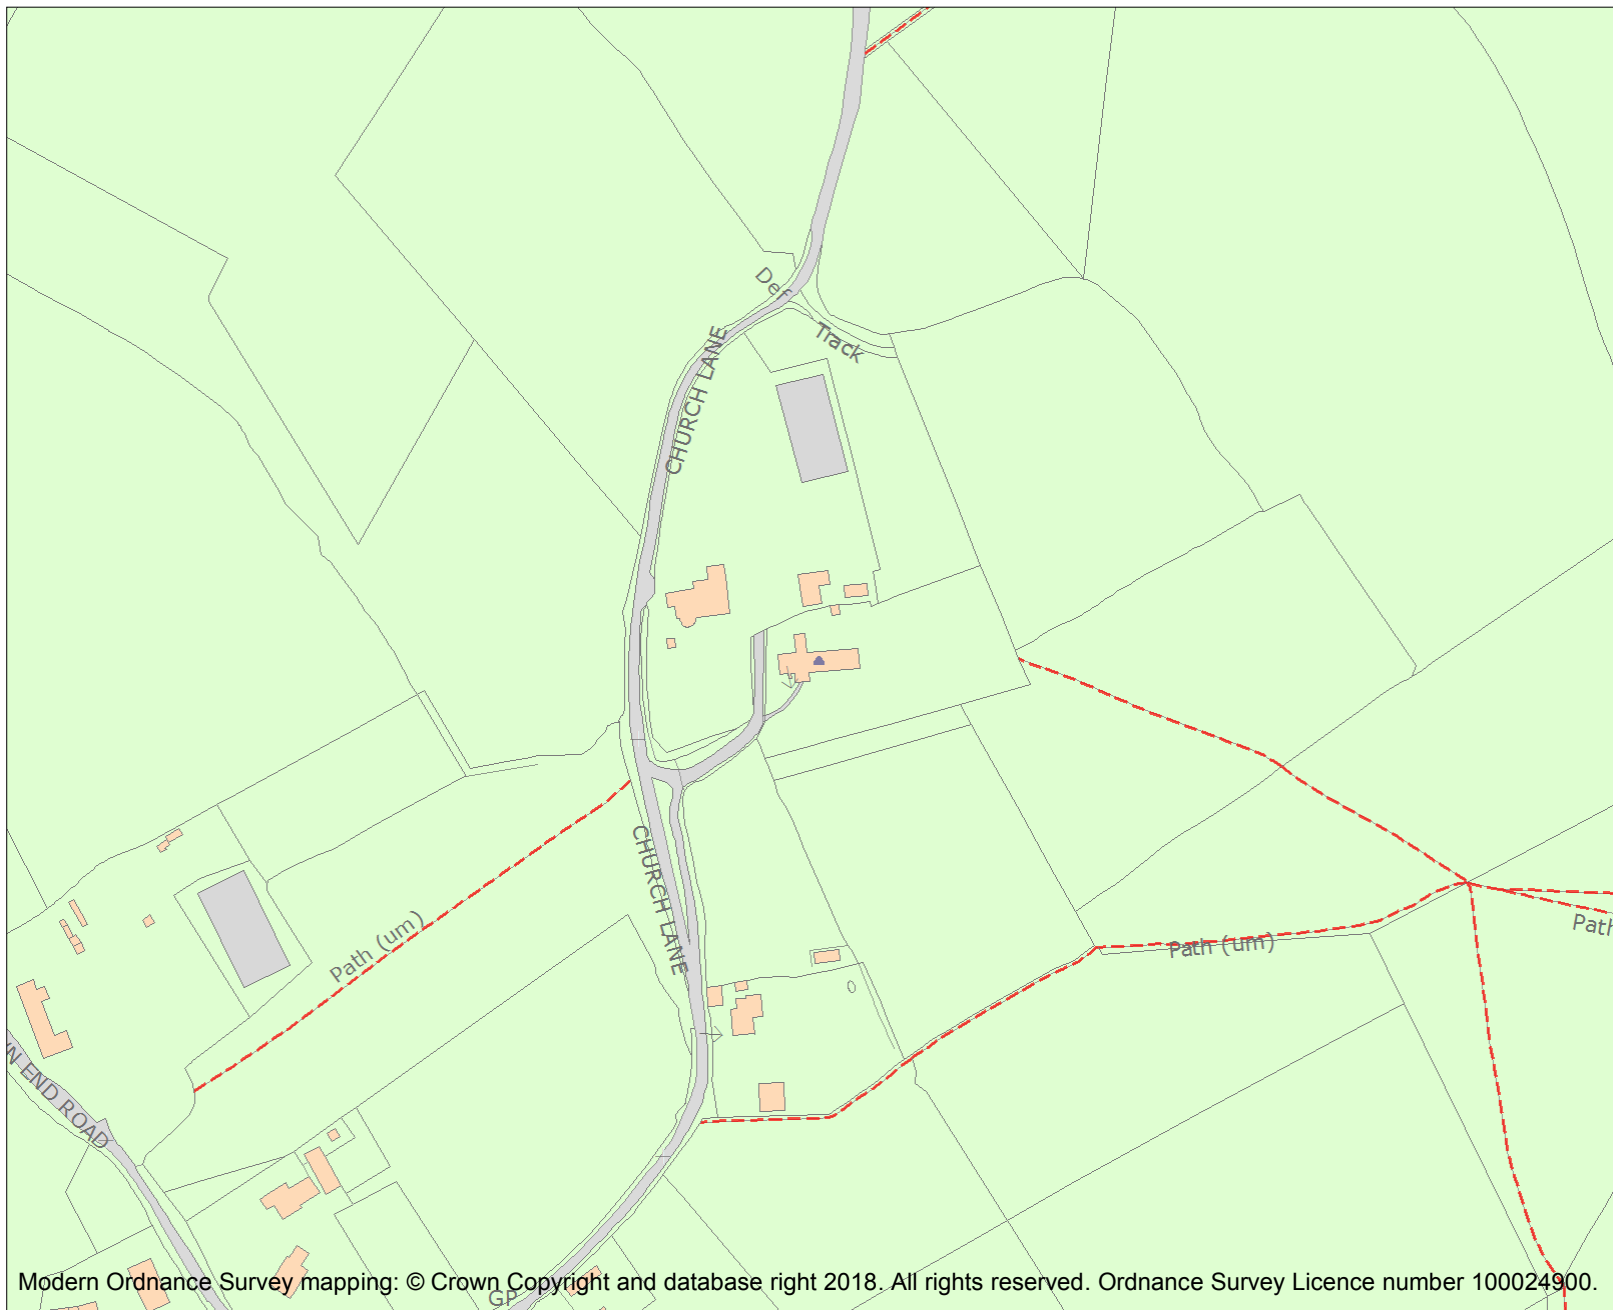 Def
Track
CHURCH LANE
CHURCH LANE
Path (um)
Path (um)
Path
END ROAD
GP
Modern Ordnance Survey mapping: © Crown Copyright and database right 2018. All rights reserved. Ordnance Survey Licence number 100024900.